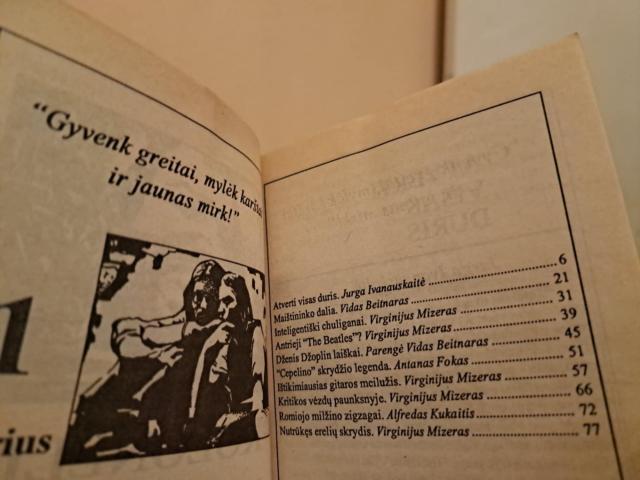 “Gyvenk greitai, mylėk karštai
ir jaunas mirk!”
rius
Atverti visas duris. Jurga Ivanauskaitė 6
Maištininko dalia. Vidas Beitnaras 21
Inteligentiški chuliganai. Virginijus Mizeras 31
Antrieji "The Beatles"? Virginijus Mizeras 39
Dženis Džoplin laiškai. Parengė Vidas Beitnaras 45
"Cepelino" skrydžio legenda. Antanas Fokas 51
Ištikimiausias gitaros meilužis. Virginijus Mizeras 57
Kritikos vėzdų paunksnyje. Virginijus Mizeras 66
Romiojo milžino zigzagai. Alfredas Kukaitis 72
Nutrūkęs erelių skrydis. Virginijus Mizeras 77